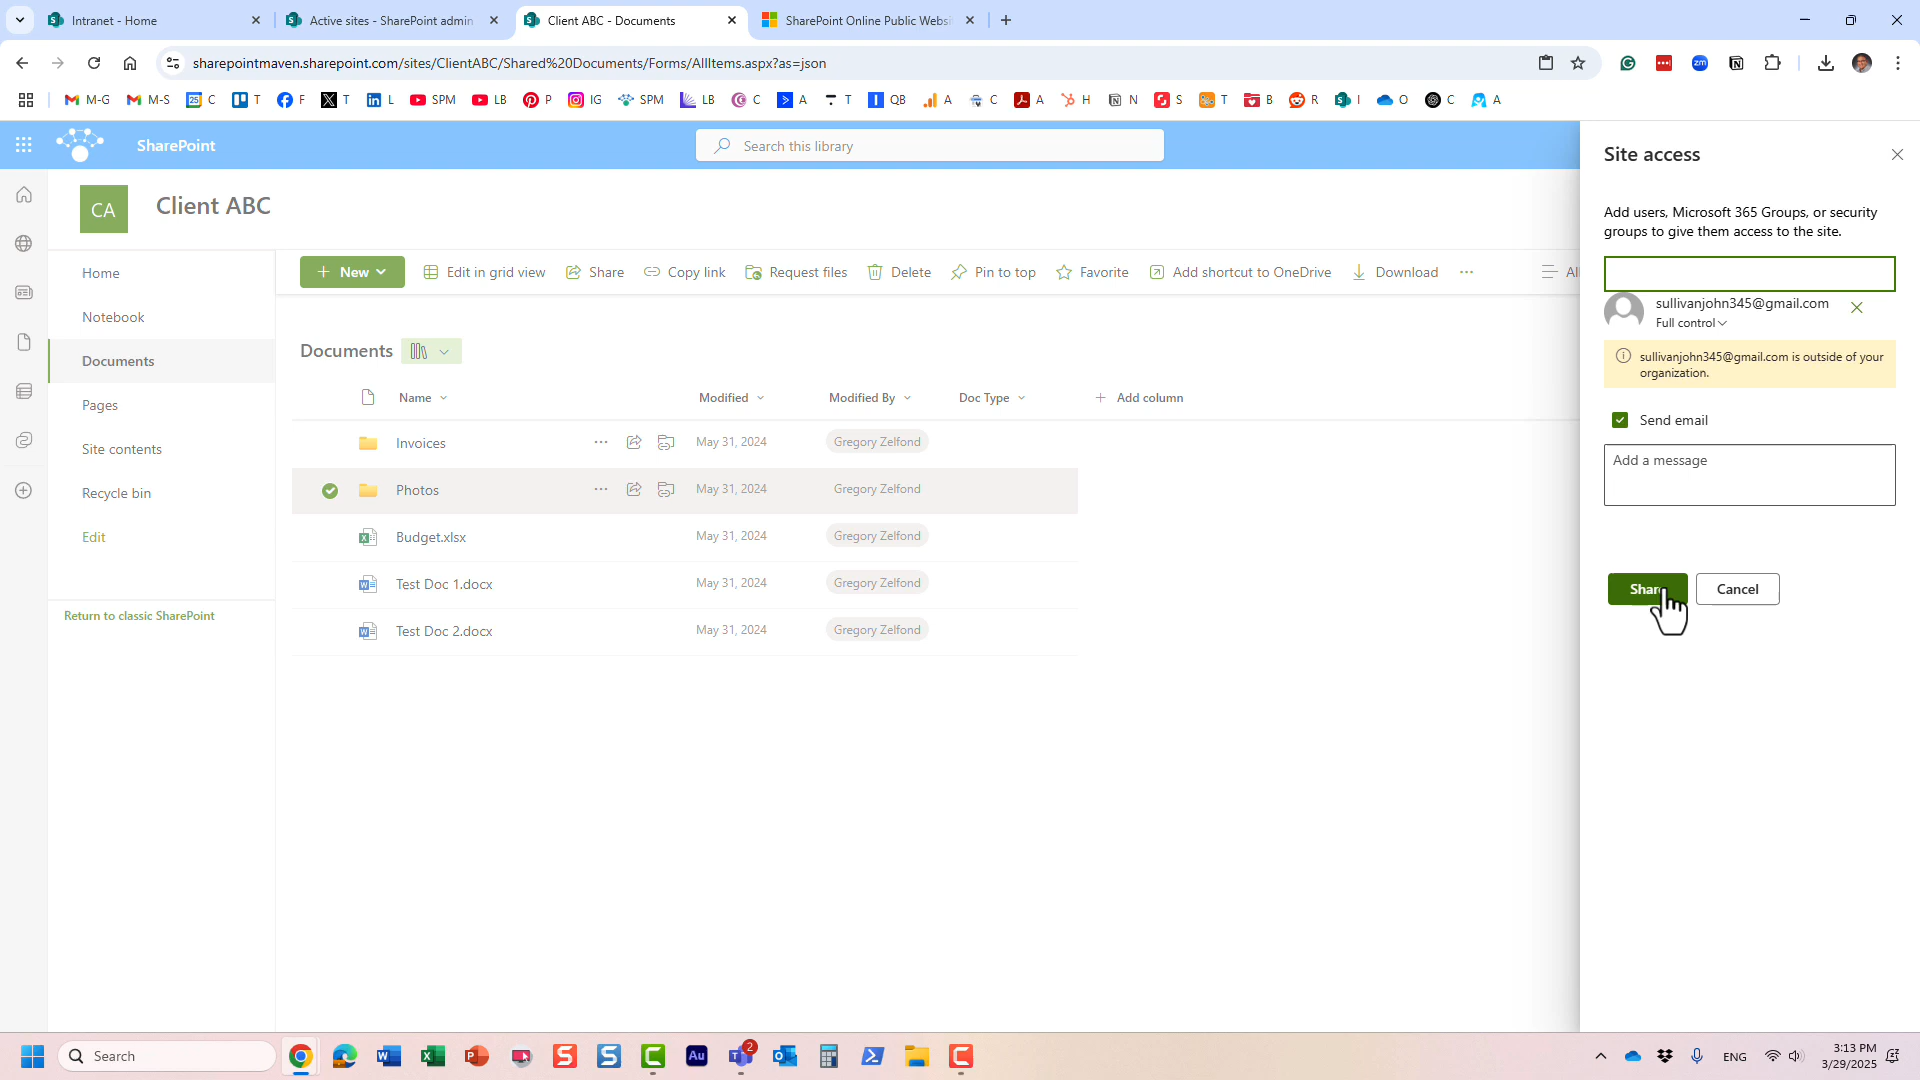 Intranet - Home
Active sites - SharePoint admin
Client ABC - Documents
SharePoint Online Public Websi
sharepointmaven.sharepoint.com/sites/ClientABC/Shared%20Documents/Forms/AllItems.aspx?as=json
M-G M-S C T F T L SPM LB P IG SPM LB C A T QB A C A H N S T B R I O C A
SharePoint
Search this library
CA
Client ABC
Home
Notebook
Documents
Pages
Site contents
Recycle bin
Edit
Return to classic SharePoint
New Edit in grid view Share Copy link Request files Delete Pin to top Favorite Add shortcut to OneDrive Download ··· Al
Documents
Name Modified Modified By Doc Type Add column
Invoices ··· May 31, 2024 Gregory Zelfond
Photos ··· May 31, 2024 Gregory Zelfond
Budget.xlsx May 31, 2024 Gregory Zelfond
Test Doc 1.docx May 31, 2024 Gregory Zelfond
Test Doc 2.docx May 31, 2024 Gregory Zelfond
Site access
Add users, Microsoft 365 Groups, or security
groups to give them access to the site.
sullivanjohn345@gmail.com
Full control
sullivanjohn345@gmail.com is outside of your
organization.
Send email
Add a message
Share Cancel
Search
Au
2
ENG
3:13 PM
3/29/2025